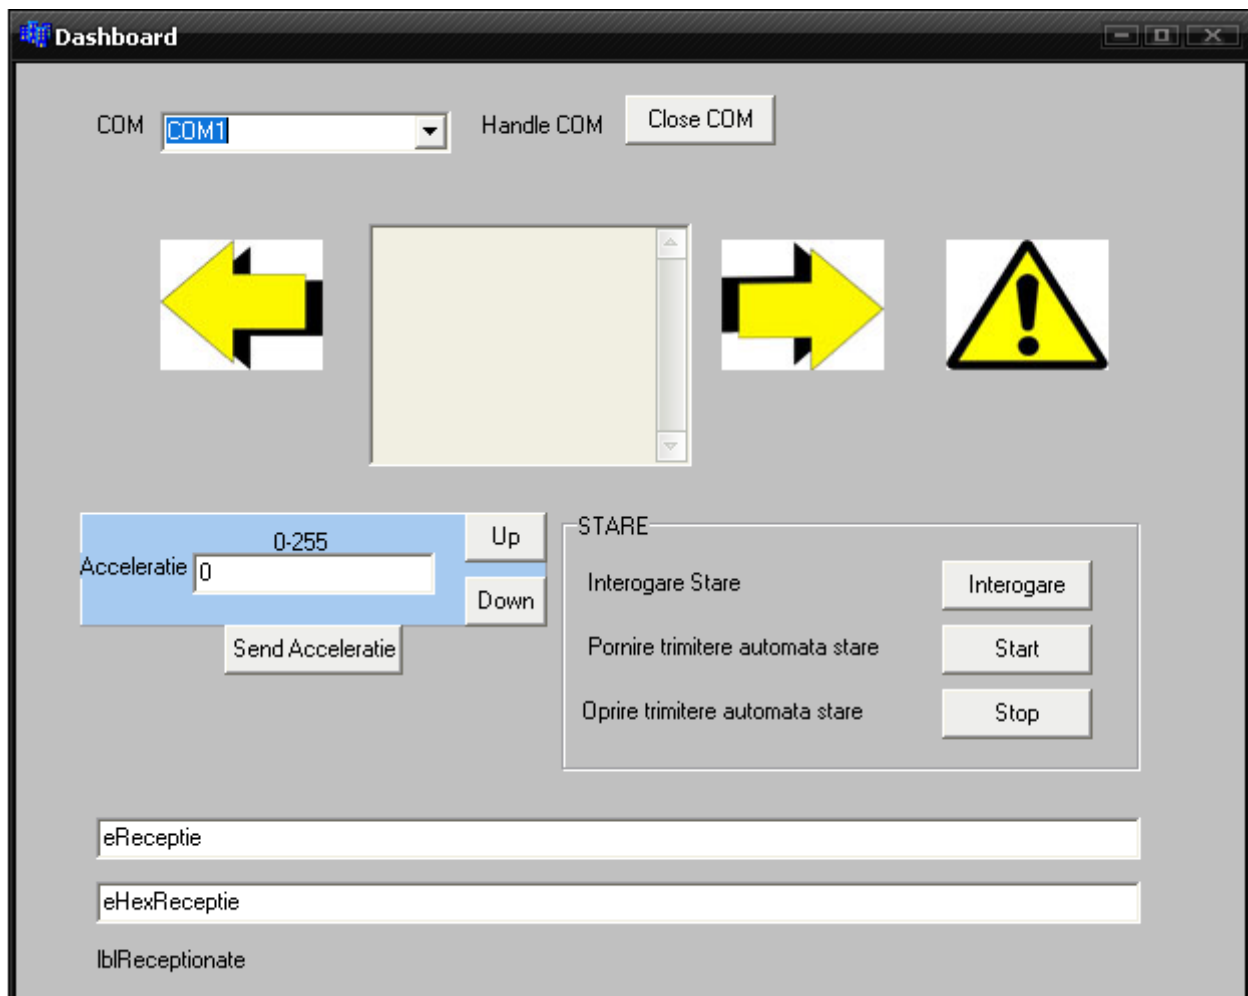 Dashboard
COM COM1 Handle COM Close COM
0-255
Acceleratie 0
Up
Down
Send Acceleratie
STARE
Interogare Stare Interogare
Pornire trimitere automata stare Start
Oprire trimitere automata stare Stop
eReceptie
eHexReceptie
lblReceptionate